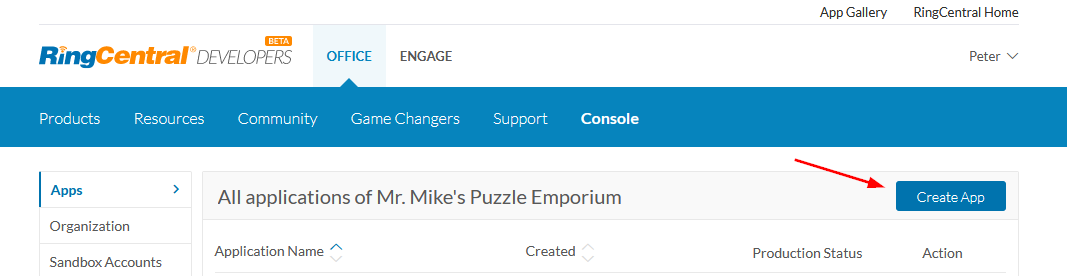 App Gallery RingCentral Home
RingCentral® DEVELOPERS BETA OFFICE ENGAGE Peter
Products Resources Community Game Changers Support Console
Apps
All applications of Mr. Mike's Puzzle Emporium Create App
Organization
Application Name Created Production Status Action
Sandbox Accounts